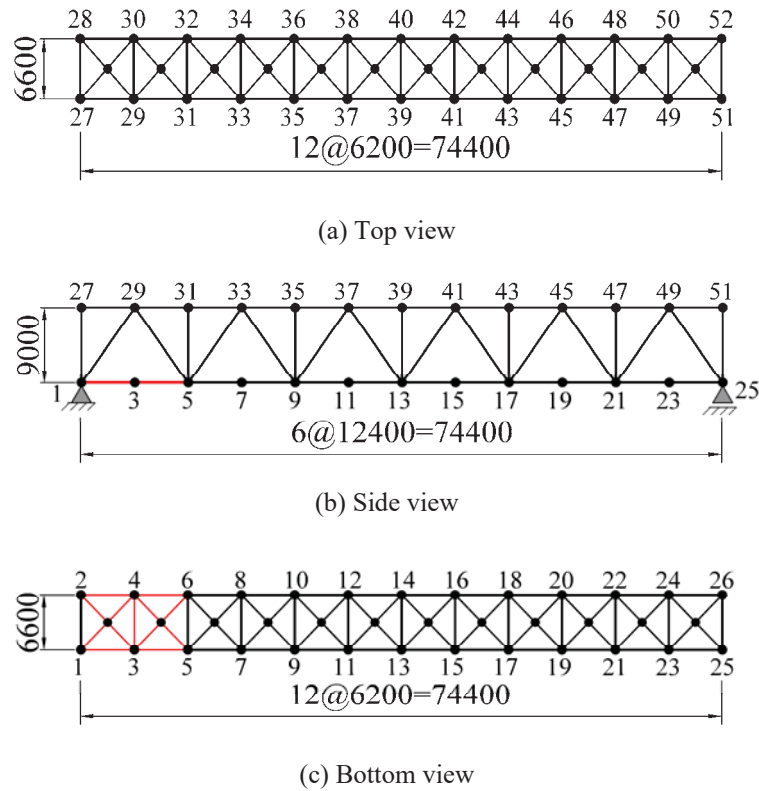 28 30 32 34 36 38 40 42 44 46 48 50 52
6600
27 29 31 33 35 37 39 41 43 45 47 49 51
12@6200=74400
(a) Top view
27 29 31 33 35 37 39 41 43 45 47 49 51
9000
1 3 5 7 9 11 13 15 17 19 21 23 25
6@12400=74400
(b) Side view
2 4 6 8 10 12 14 16 18 20 22 24 26
6600
1 3 5 7 9 11 13 15 17 19 21 23 25
12@6200=74400
(c) Bottom view